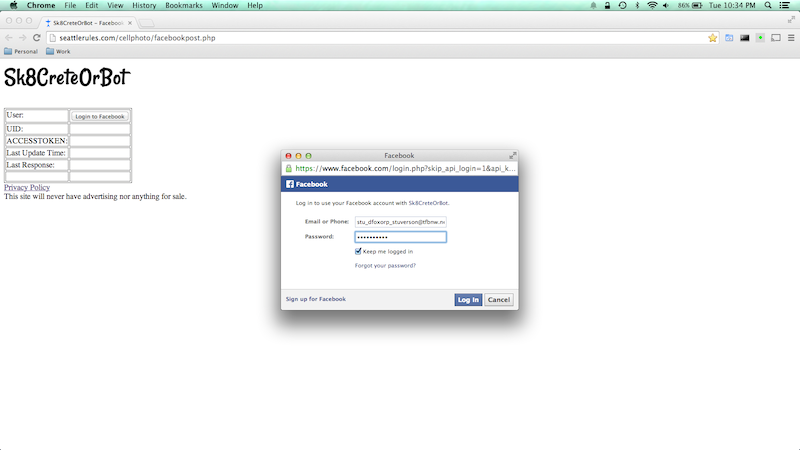 Chrome File Edit View History Bookmarks Window Help 86% Tue 10:34 PM
Sk8CreteOrBot – Facebook
seattlerules.com/cellphoto/facebookpost.php
Personal Work
Sk8CreteOrBot
User: Login to Facebook
UID:
ACCESSTOKEN:
Last Update Time:
Last Response:
Privacy Policy
This site will never have advertising nor anything for sale.
Facebook
https://www.facebook.com/login.php?skip_api_login=1&api_k...
Facebook
Log in to use your Facebook account with Sk8CreteOrBot.
Email or Phone: stu_dfoxorp_stuverson@tfbnw.n
Password: ••••••••••
Keep me logged in
Forgot your password?
Sign up for Facebook Log In Cancel